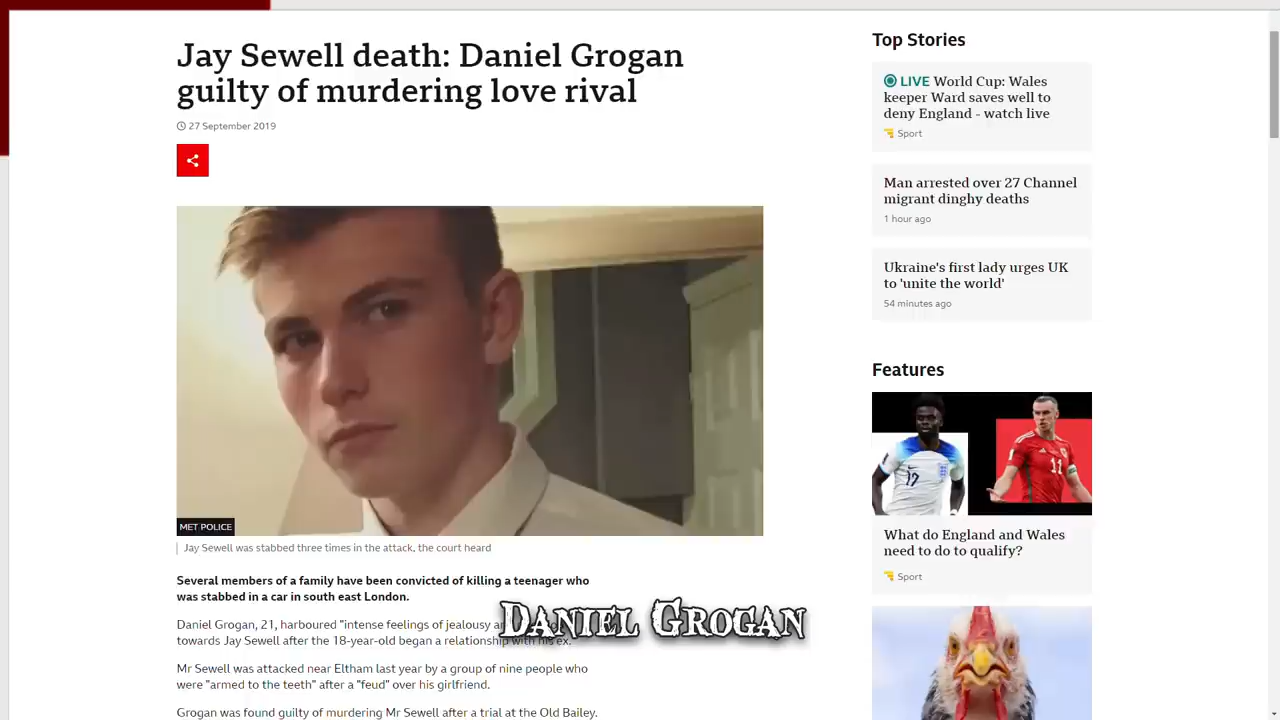 Jay Sewell death: Daniel Grogan
guilty of murdering love rival
27 September 2019
MET POLICE
Jay Sewell was stabbed three times in the attack, the court heard
Several members of a family have been convicted of killing a teenager who
was stabbed in a car in south east London.
Daniel Grogan, 21, harboured "intense feelings of jealousy
towards Jay Sewell after the 18-year-old began a relationship with his ex.
Mr Sewell was attacked near Eltham last year by a group of nine people who
were "armed to the teeth" after a "feud" over his girlfriend.
Grogan was found guilty of murdering Mr Sewell after a trial at the Old Bailey.
DANIEL GROGAN
Top Stories
LIVE World Cup: Wales
keeper Ward saves well to
deny England - watch live
Sport
Man arrested over 27 Channel
migrant dinghy deaths
1 hour ago
Ukraine's first lady urges UK
to 'unite the world'
54 minutes ago
Features
17
11
What do England and Wales
need to do to qualify?
Sport